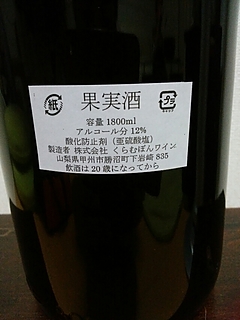 紙 果実酒 プラ
容量 1800ml
アルコール分 12%
酸化防止剤（亜硫酸塩）
製造者 株式会社 くらむぼんワイン
山梨県甲州市勝沼町下岩崎 835
飲酒は 20 歳になってから